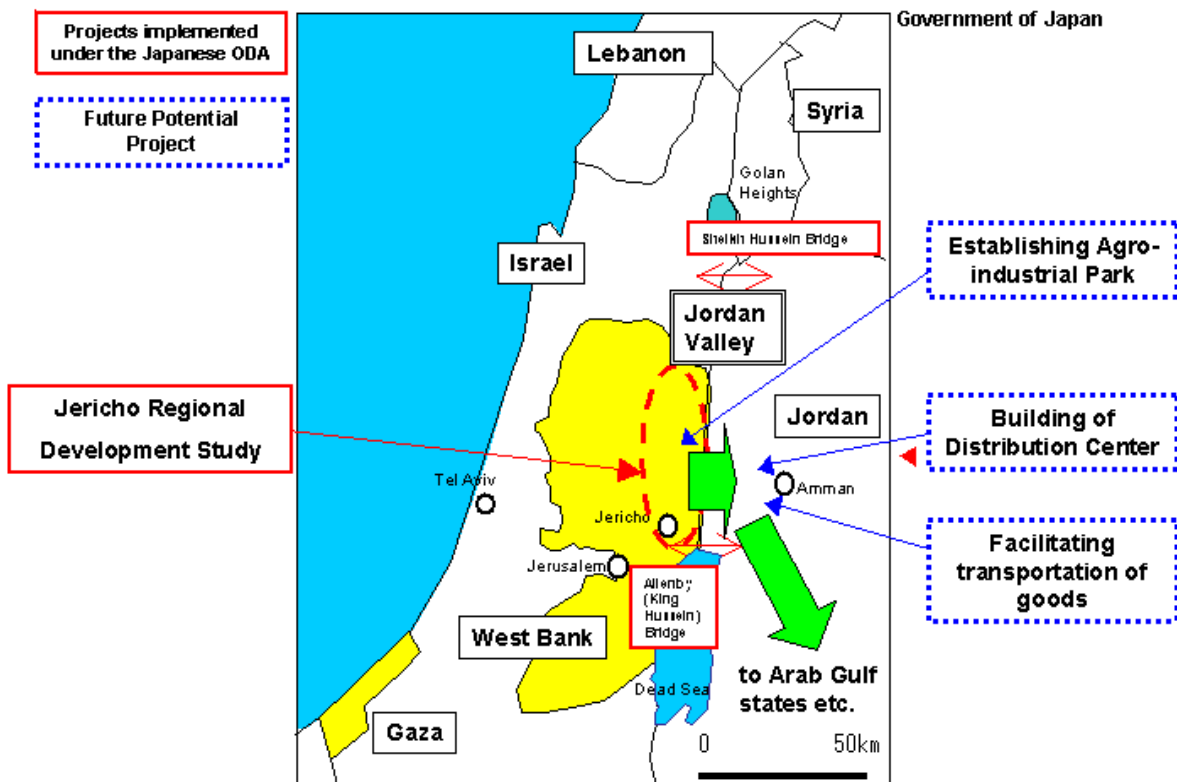 Government of Japan
Projects implemented
under the Japanese ODA
Future Potential
Project
Lebanon
Syria
Golan
Heights
Sheikh Hussein Bridge
Israel
Jordan
Valley
Establishing Agro-
industrial Park
Jericho Regional
Development Study
Jordan
Building of
Distribution Center
Tel Aviv
Amman
Jericho
Jerusalem
Facilitating
transportation of
goods
Allenby
(King
Hussein)
Bridge
West Bank
Dead Sea
to Arab Gulf
states etc.
Gaza
0 50km